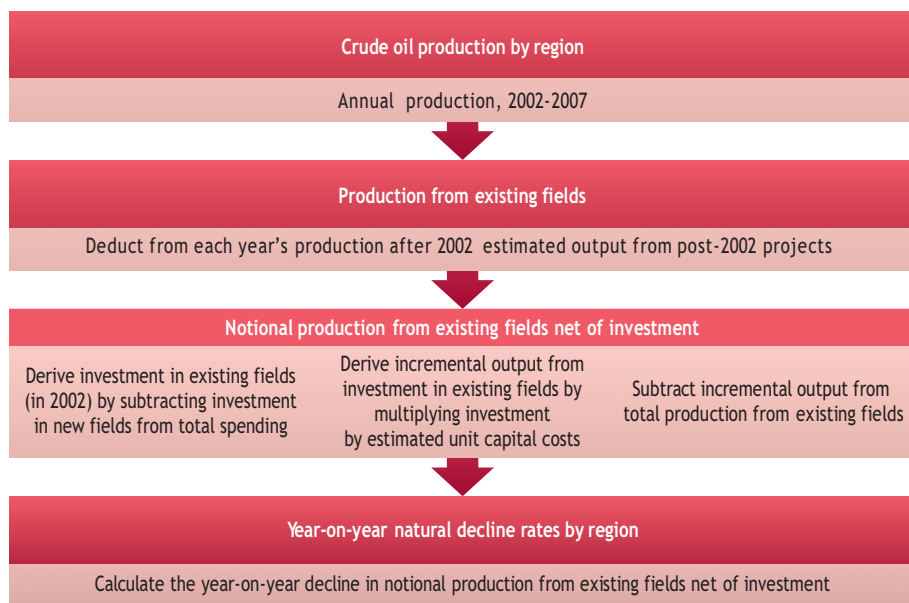 Crude oil production by region
Annual production, 2002-2007
Production from existing fields
Deduct from each year's production after 2002 estimated output from post-2002 projects
Notional production from existing fields net of investment
Derive investment in existing fields
(in 2002) by subtracting investment
in new fields from total spending
Derive incremental output from
investment in existing fields by
multiplying investment
by estimated unit capital costs
Subtract incremental output from
total production from existing fields
Year-on-year natural decline rates by region
Calculate the year-on-year decline in notional production from existing fields net of investment